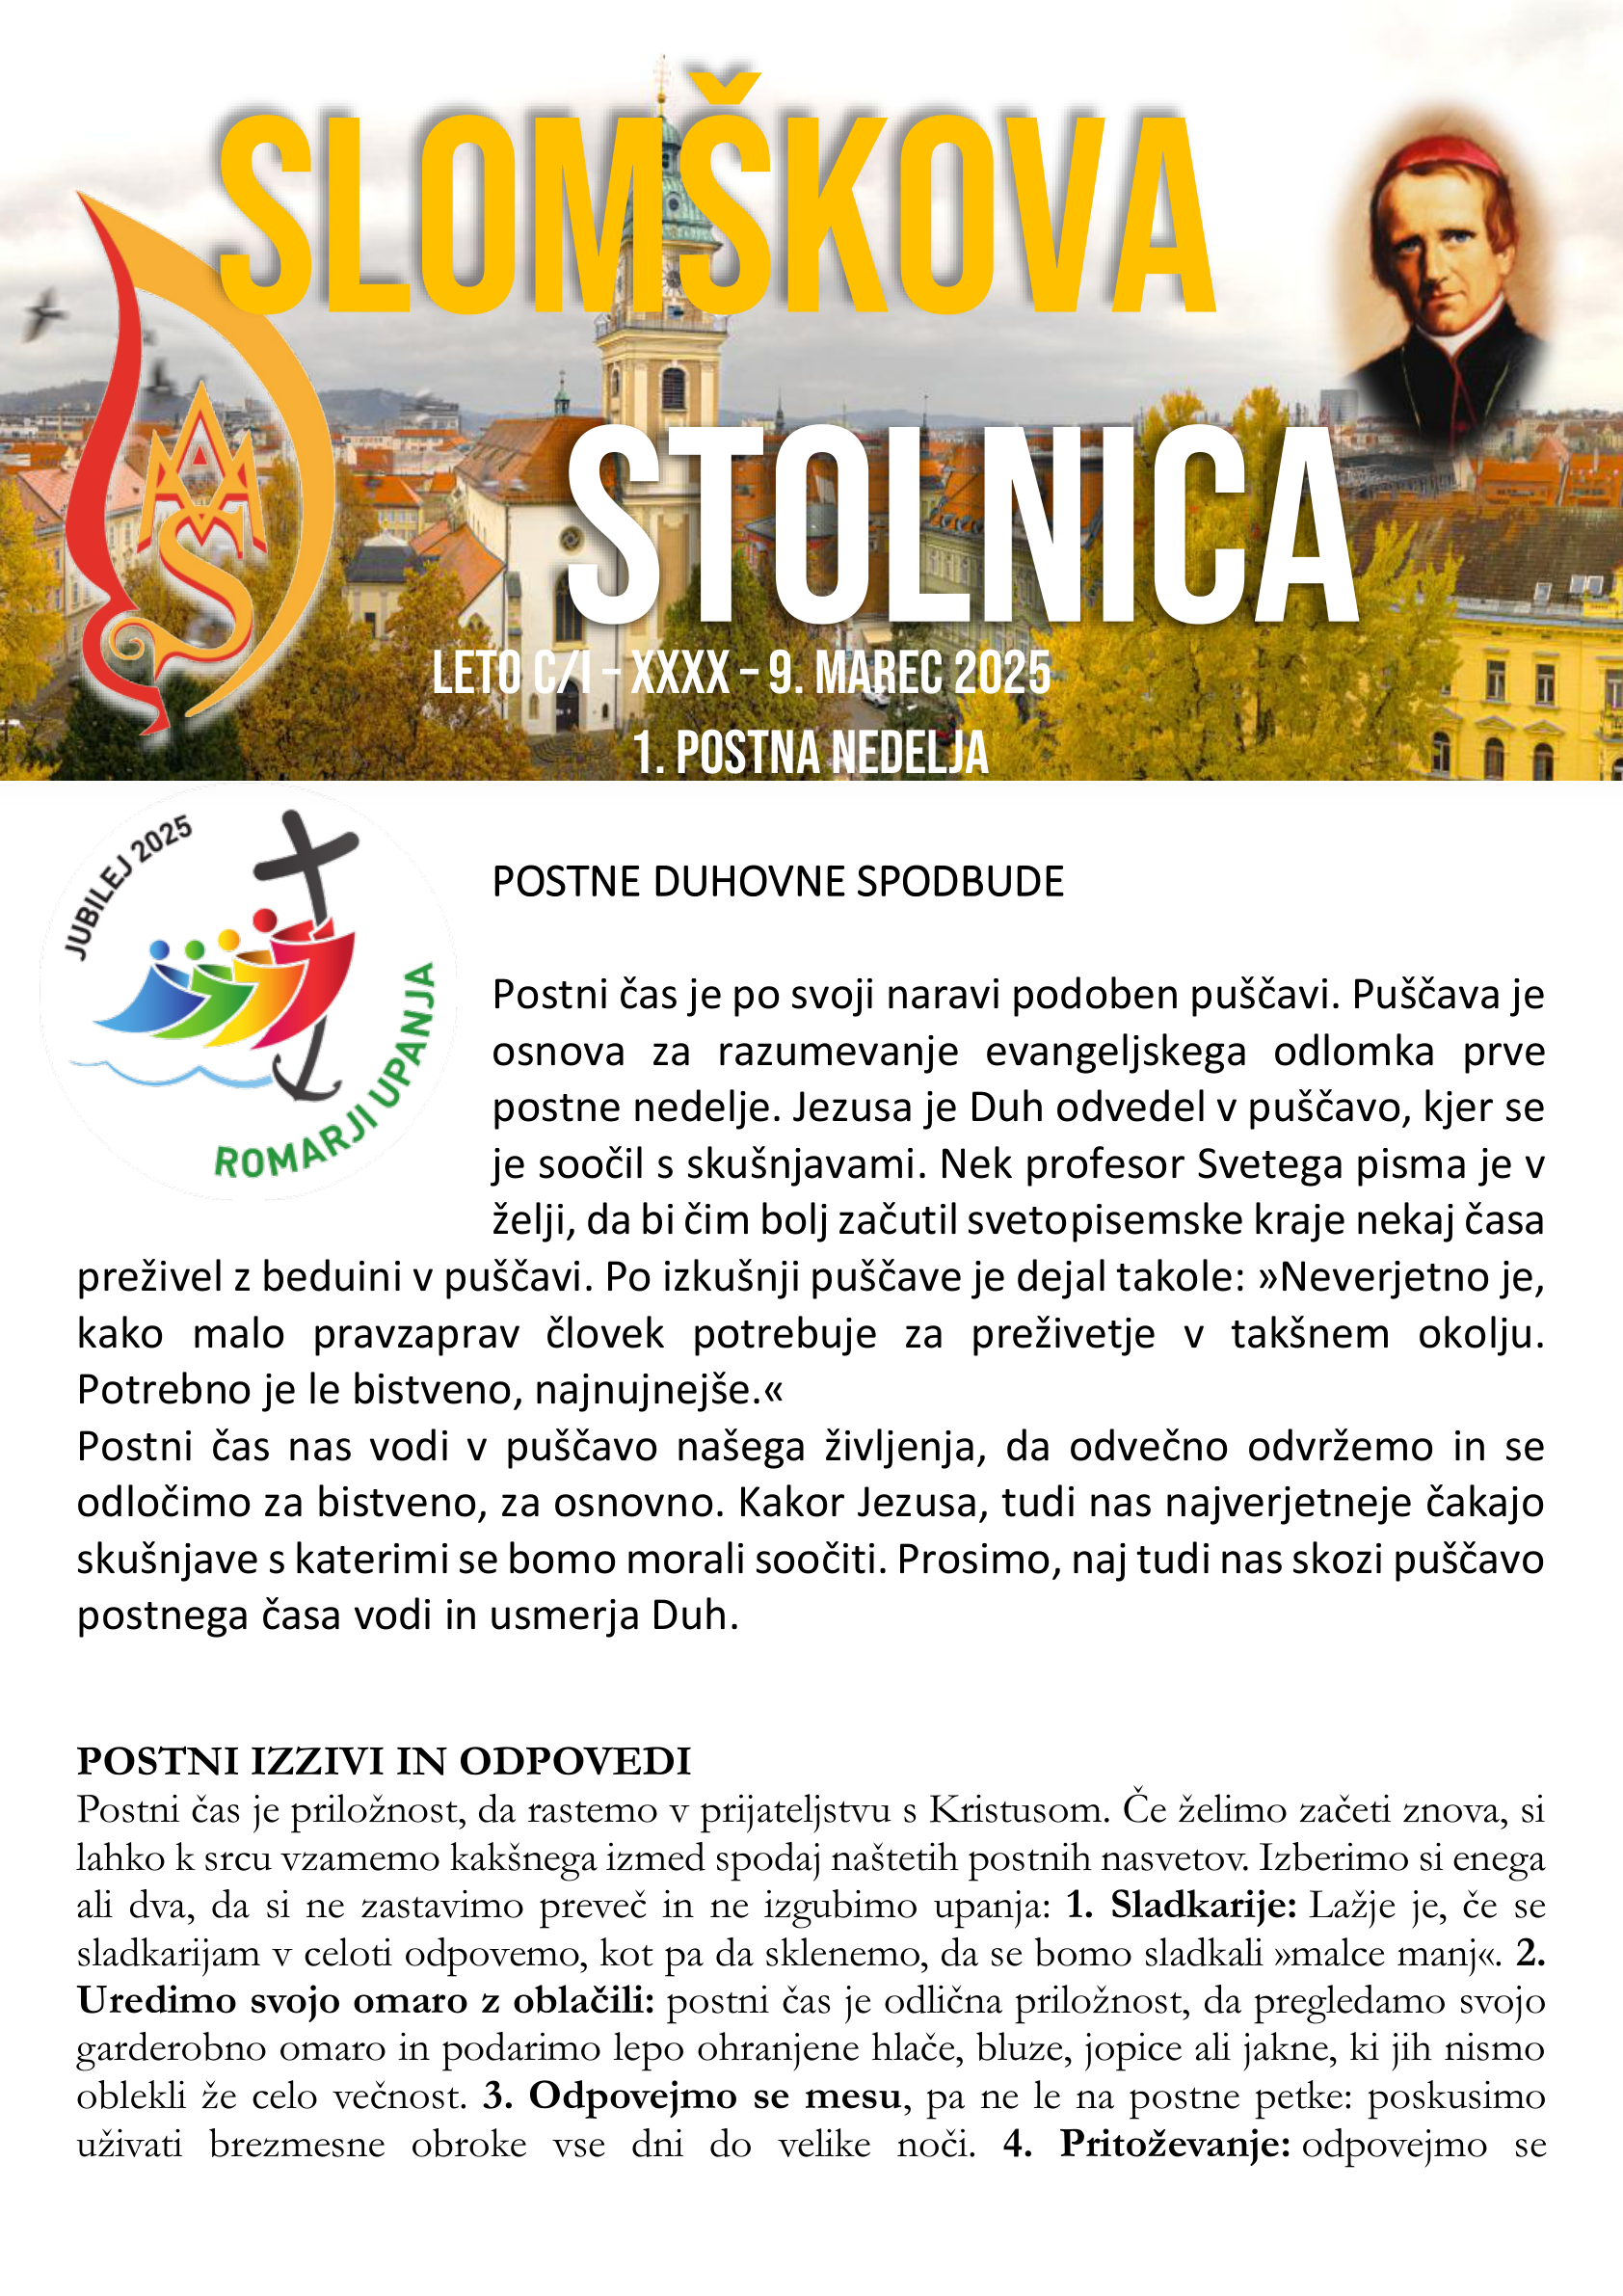 SLOMŠKOVA
STOLNICA
LETO C/I – XXXX – 9. MAREC 2025
1. POSTNA NEDELJA
JUBILEJ 2025
ROMARJI UPANJA
POSTNE DUHOVNE SPODBUDE
Postni čas je po svoji naravi podoben puščavi. Puščava je
osnova za razumevanje evangeljskega odlomka prve
postne nedelje. Jezusa je Duh odvedel v puščavo, kjer se
je soočil s skušnjavami. Nek profesor Svetega pisma je v
želji, da bi čim bolj začutil svetopisemske kraje nekaj časa
preživel z beduini v puščavi. Po izkušnji puščave je dejal takole: »Neverjetno je,
kako malo pravzaprav človek potrebuje za preživetje v takšnem okolju.
Potrebno je le bistveno, najnujnejše.«
Postni čas nas vodi v puščavo našega življenja, da odvečno odvržemo in se
odločimo za bistveno, za osnovno. Kakor Jezusa, tudi nas najverjetneje čakajo
skušnjave s katerimi se bomo morali soočiti. Prosimo, naj tudi nas skozi puščavo
postnega časa vodi in usmerja Duh.
POSTNI IZZIVI IN ODPOVEDI
Postni čas je priložnost, da rastemo v prijateljstvu s Kristusom. Če želimo začeti znova, si
lahko k srcu vzamemo kakšnega izmed spodaj naštetih postnih nasvetov. Izberimo si enega
ali dva, da si ne zastavimo preveč in ne izgubimo upanja: 1. Sladkarije: Lažje je, če se
sladkarijam v celoti odpovemo, kot pa da sklenemo, da se bomo sladkali »malce manj«. 2.
Uredimo svojo omaro z oblačili: postni čas je odlična priložnost, da pregledamo svojo
garderobno omaro in podarimo lepo ohranjene hlače, bluze, jopice ali jakne, ki jih nismo
oblekli že celo večnost. 3. Odpovejmo se mesu, pa ne le na postne petke: poskusimo
uživati brezmesne obroke vse dni do velike noči. 4. Pritoževanje: odpovejmo se